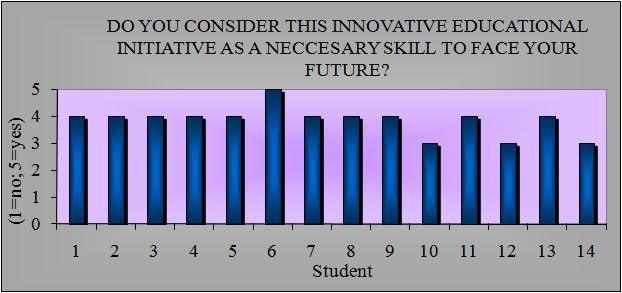 DO YOU CONSIDER THIS INNOVATIVE EDUCATIONAL
INITIATIVE AS A NECCESARY SKILL TO FACE YOUR
FUTURE?
(1=no; 5=yes)
5
4
3
2
1
0
1 2 3 4 5 6 7 8 9 10 11 12 13 14
Student